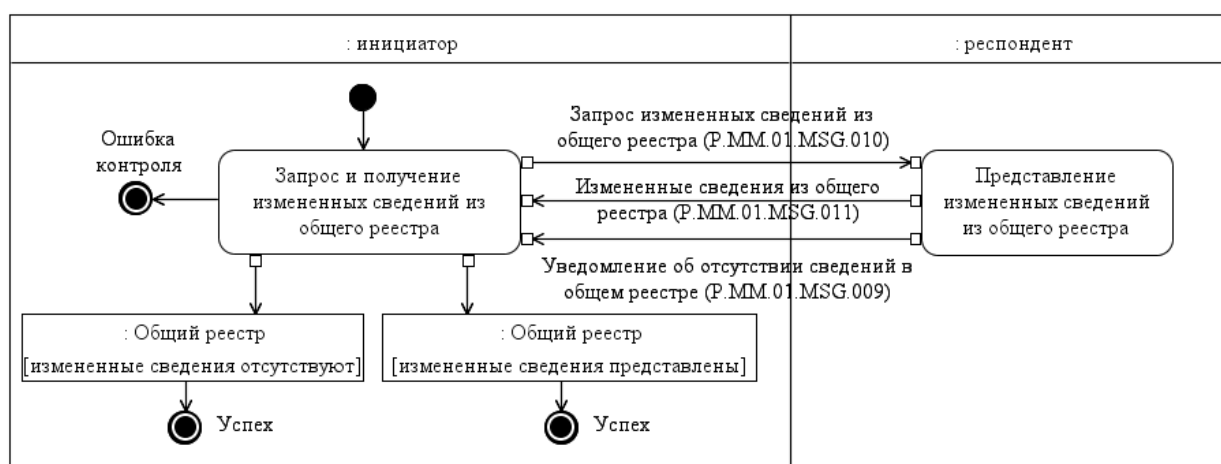 : инициатор
: респондент
Ошибка
контроля
Запрос измененных сведений из
общего реестра (P.MM.01.MSG.010)
Запрос и получение
измененных сведений из
общего реестра
Измененные сведения из общего
реестра (P.MM.01.MSG.011)
Представление
измененных сведений
из общего реестра
Уведомление об отсутствии сведений в
общем реестре (P.MM.01.MSG.009)
: Общий реестр
[измененные сведения отсутствуют]
: Общий реестр
[измененные сведения представлены]
Успех
Успех